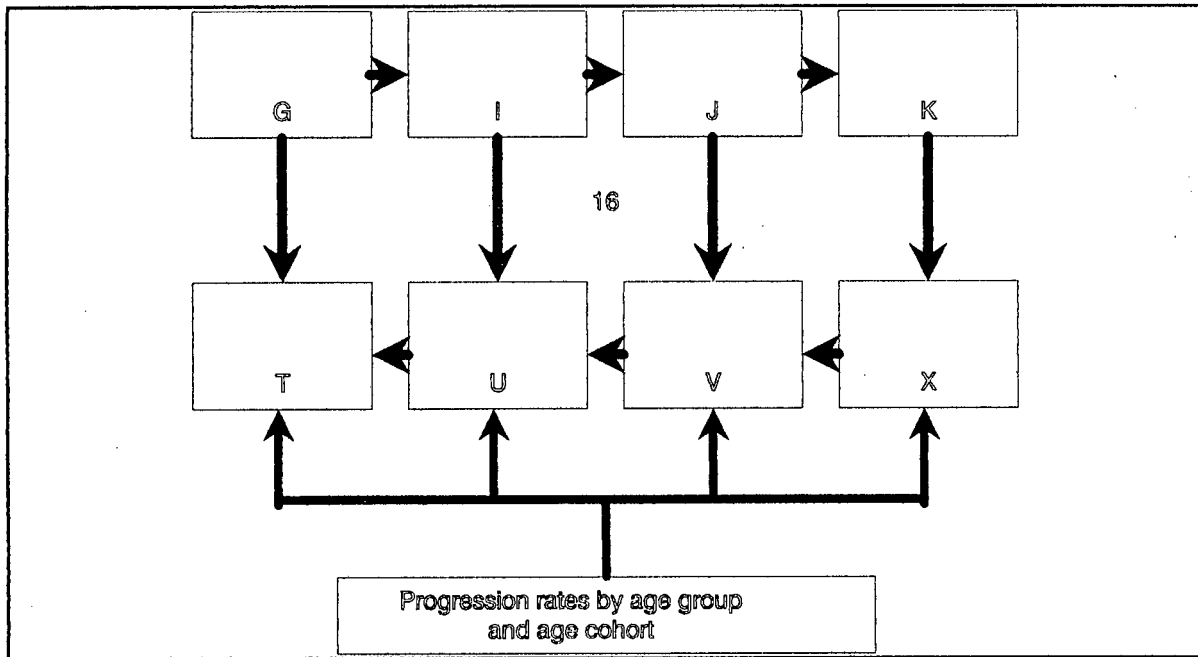 G
I
J
K
16
T
U
V
X
Progression rates by age group
and age cohort